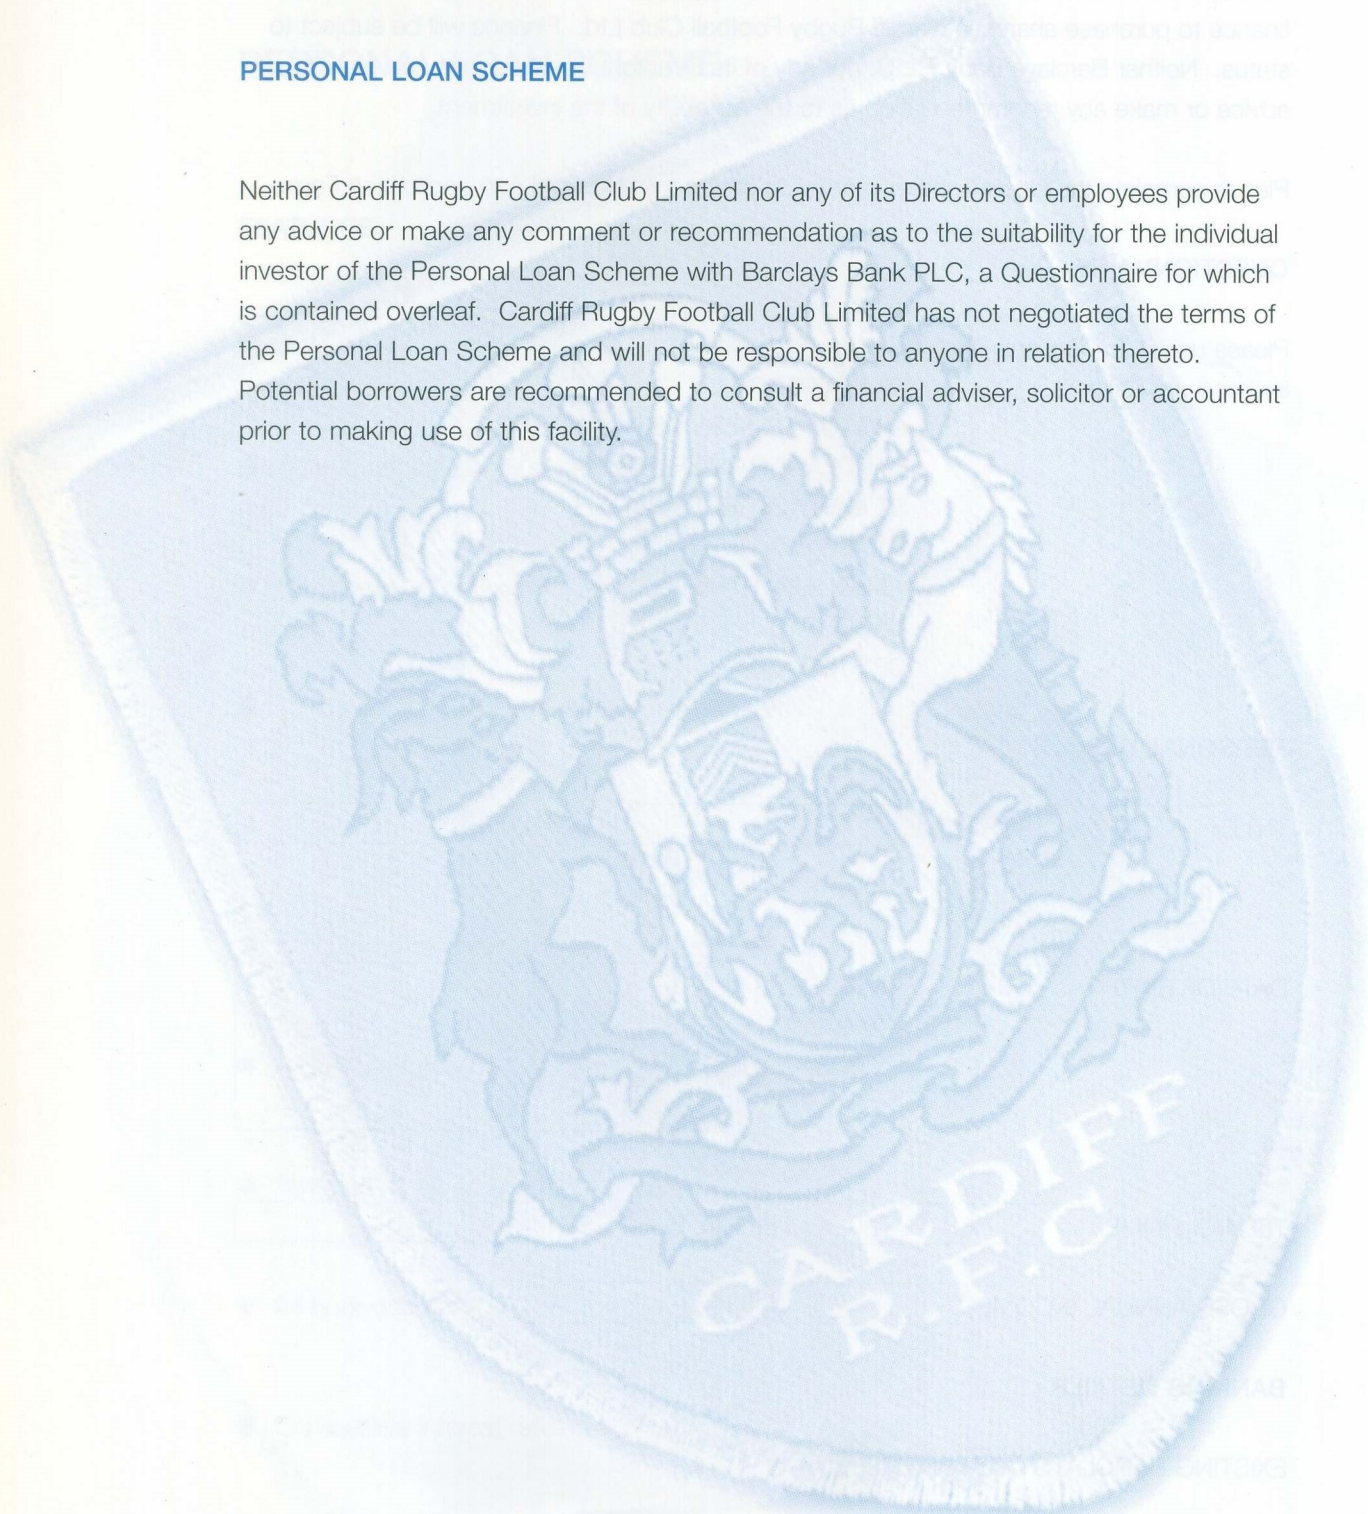 PERSONAL LOAN SCHEME
Neither Cardiff Rugby Football Club Limited nor any of its Directors or employees provide
any advice or make any comment or recommendation as to the suitability for the individual
investor of the Personal Loan Scheme with Barclays Bank PLC, a Questionnaire for which
is contained overleaf.  Cardiff Rugby Football Club Limited has not negotiated the terms of
the Personal Loan Scheme and will not be responsible to anyone in relation thereto.
Potential borrowers are recommended to consult a financial adviser, solicitor or accountant
prior to making use of this facility.
CARDIFF
R.F.C